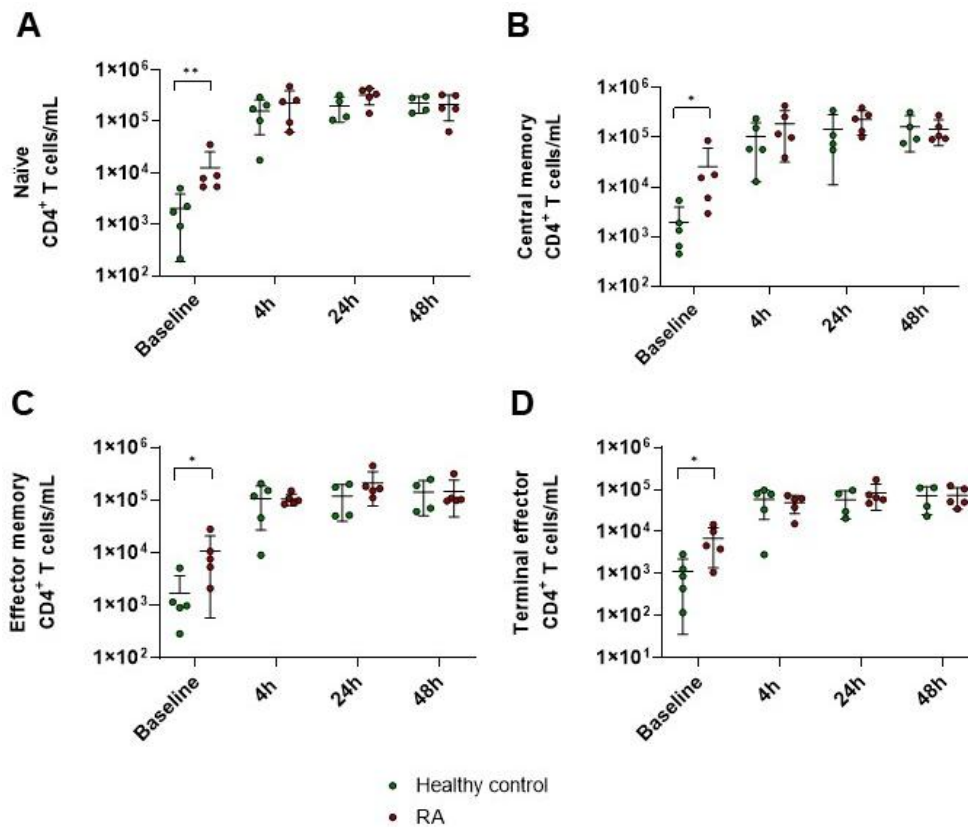 A
**
1×10⁶
1×10⁵
1×10⁴
1×10³
1×10²
Naïve
CD4⁺ T cells/mL
Baseline
4h
24h
48h
B
*
1×10⁶
1×10⁵
1×10⁴
1×10³
1×10²
Central memory
CD4⁺ T cells/mL
Baseline
4h
24h
48h
C
*
1×10⁶
1×10⁵
1×10⁴
1×10³
1×10²
Effector memory
CD4⁺ T cells/mL
Baseline
4h
24h
48h
D
*
1×10⁶
1×10⁵
1×10⁴
1×10³
1×10²
1×10¹
Terminal effector
CD4⁺ T cells/mL
Baseline
4h
24h
48h
Healthy control
RA